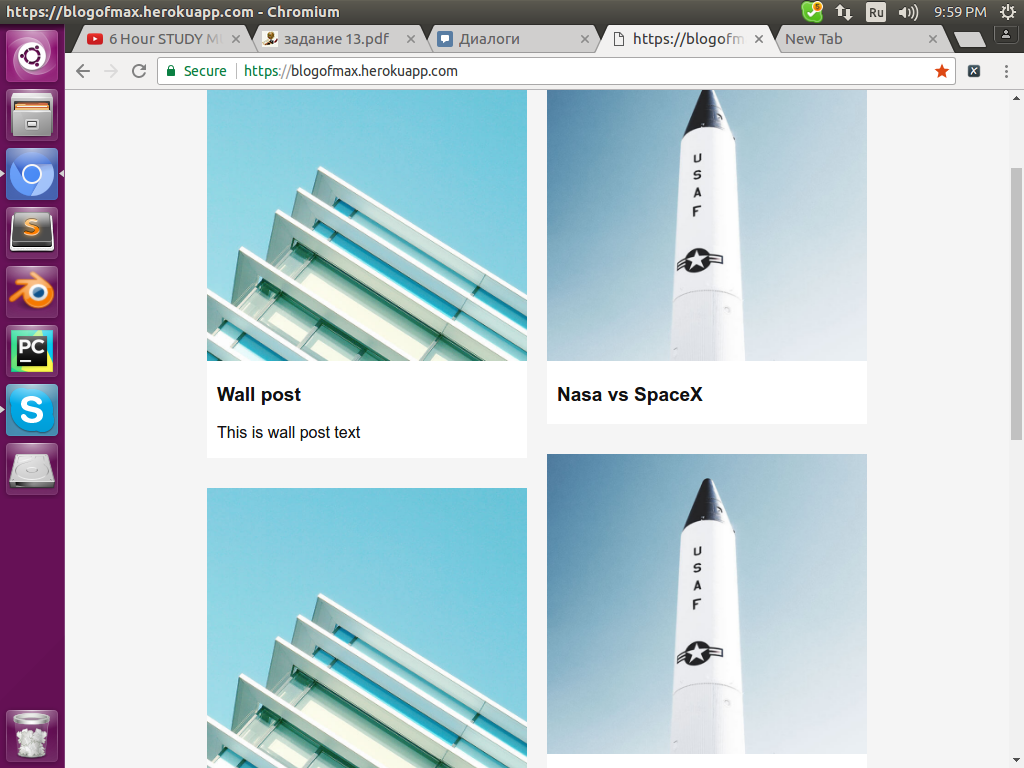 https://blogofmax.herokuapp.com - Chromium
Ru
9:59 PM
6 Hour STUDY M
задание 13.pdf
Диалоги
https://blogofm
New Tab
Secure
https://blogofmax.herokuapp.com
S
PC
S
USAF
Wall post
This is wall post text
Nasa vs SpaceX
USAF